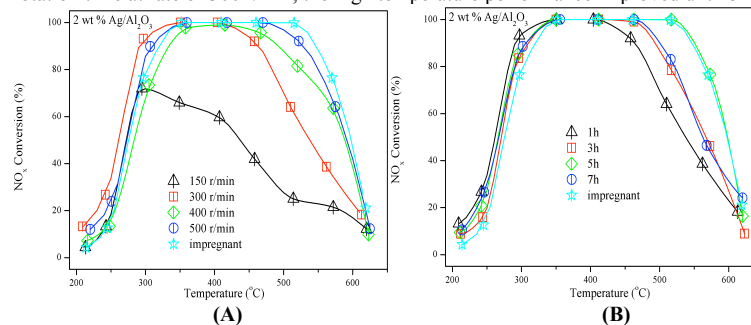 2 wt % Ag/Al2O3
100
80
60
40
20
0
NOx Conversion (%)
150 r/min
300 r/min
400 r/min
500 r/min
impregnant
200 300 400 500 600
Temperature (°C)
(A)
2 wt % Ag/Al2O3
100
80
60
40
20
0
NOx Conversion (%)
1h
3h
5h
7h
impregnant
200 300 400 500 600
Temperature (°C)
(B)